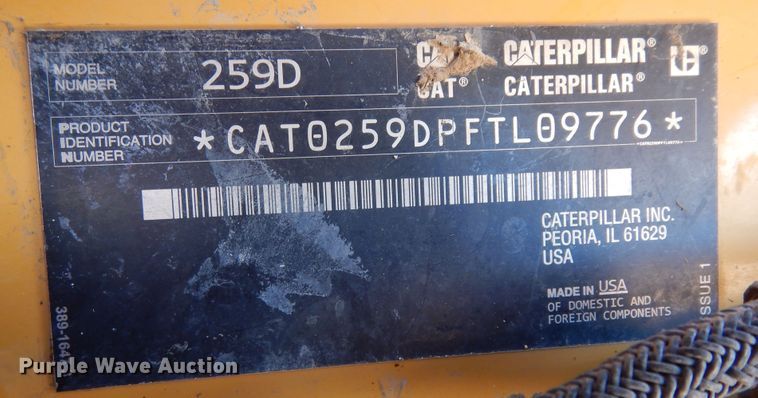 MODEL NUMBER 259D
CAT CATERPILLAR®
CAT® CATERPILLAR®
PRODUCT IDENTIFICATION NUMBER *CAT0259DPFTL09776*
CATERPILLAR INC.
PEORIA, IL 61629
USA
MADE IN USA
OF DOMESTIC AND
FOREIGN COMPONENTS
ISSUE 1
Purple Wave Auction